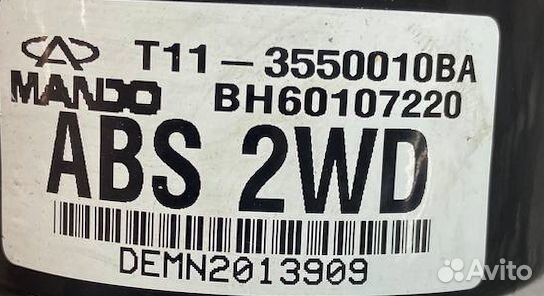 T11-3550010BA
MANDO BH60107220
ABS 2WD
DEMN2013909
Avito